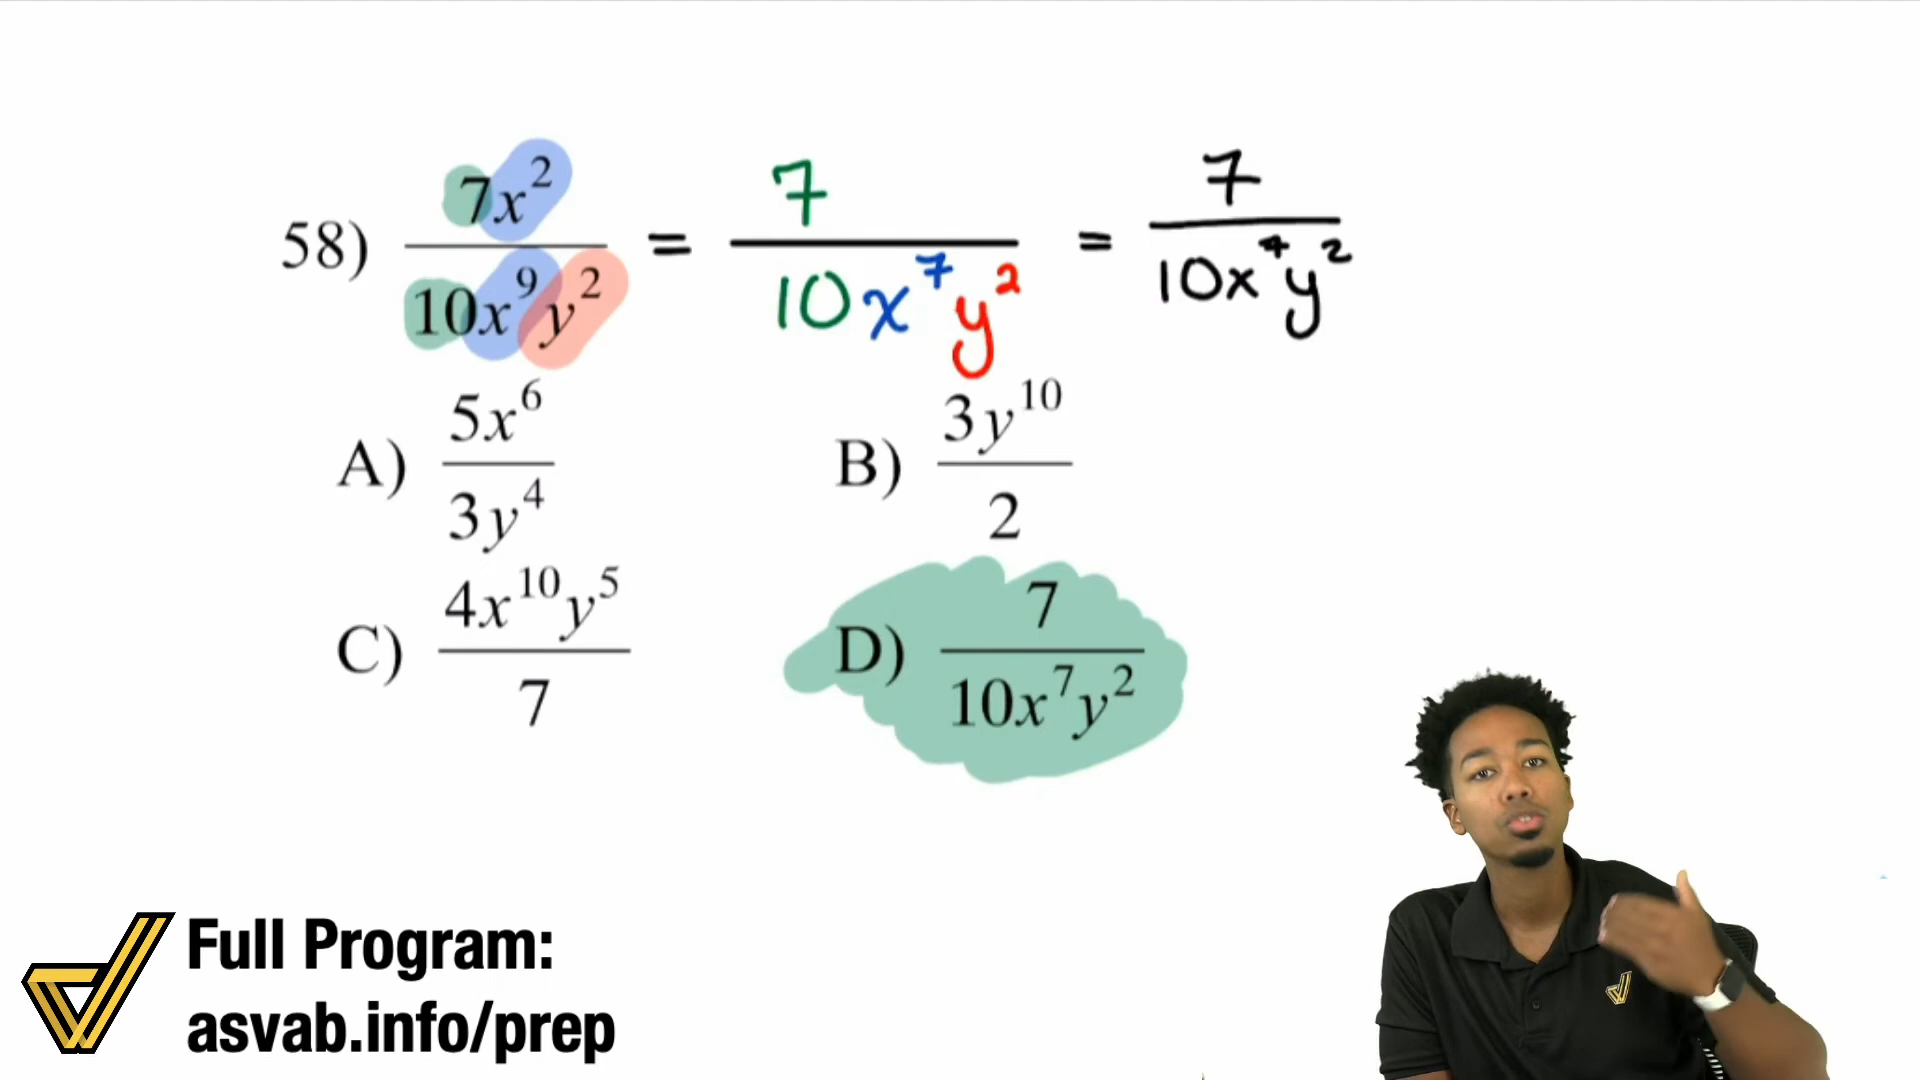 58) 7x²/10x⁹y² = 7/10x⁷y² = 7/10x⁷y²
A) 5x⁶/3y⁴ B) 3y¹⁰/2
C) 4x¹⁰y⁵/7 D) 7/10x⁷y²
Full Program:
asvab.info/prep